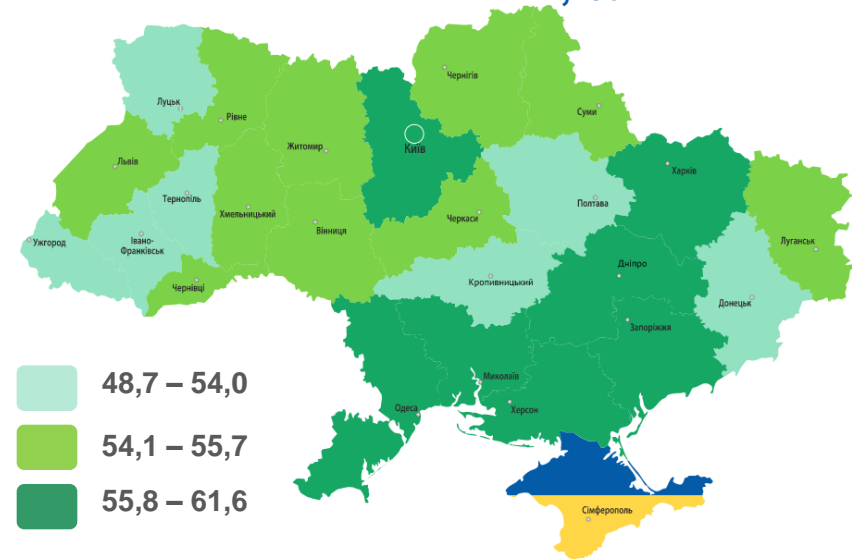 Чернігів
Луцьк
Суми
Рівне
Житомир
Київ
Львів
Харків
Тернопіль
Полтава
Хмельницький
Черкаси
Вінниця
Ужгород
Івано-
Франківськ
Луганськ
Дніпро
Кропивницький
Чернівці
Донецьк
Запоріжжя
Миколаїв
48,7 – 54,0
Одеса
Херсон
54,1 – 55,7
55,8 – 61,6
Сімферополь